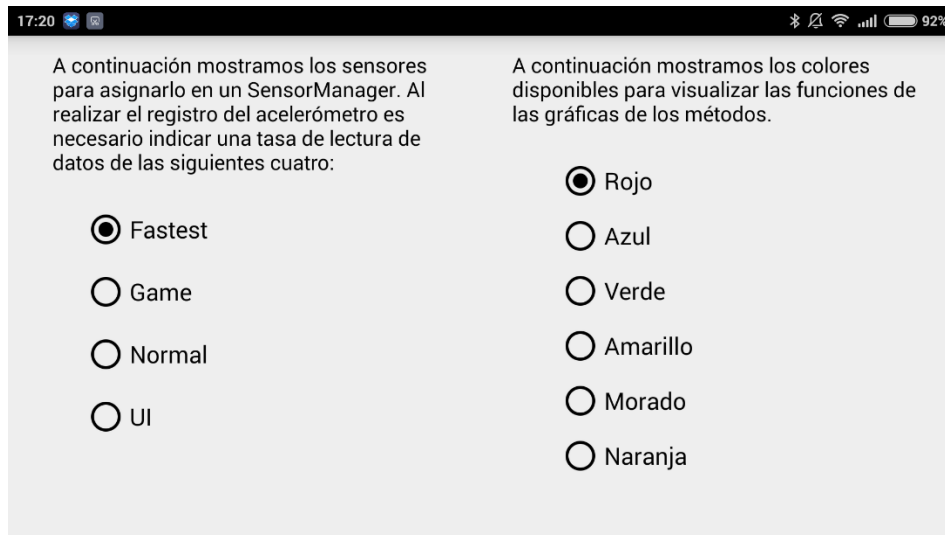 17:20 92%
A continuación mostramos los sensores
para asignarlo en un SensorManager. Al
realizar el registro del acelerómetro es
necesario indicar una tasa de lectura de
datos de las siguientes cuatro:
Fastest
Game
Normal
UI
A continuación mostramos los colores
disponibles para visualizar las funciones de
las gráficas de los métodos.
Rojo
Azul
Verde
Amarillo
Morado
Naranja